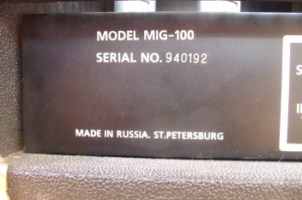 MODEL MIG-100
SERIAL NO. 940192
MADE IN RUSSIA. ST.PETERSBURG